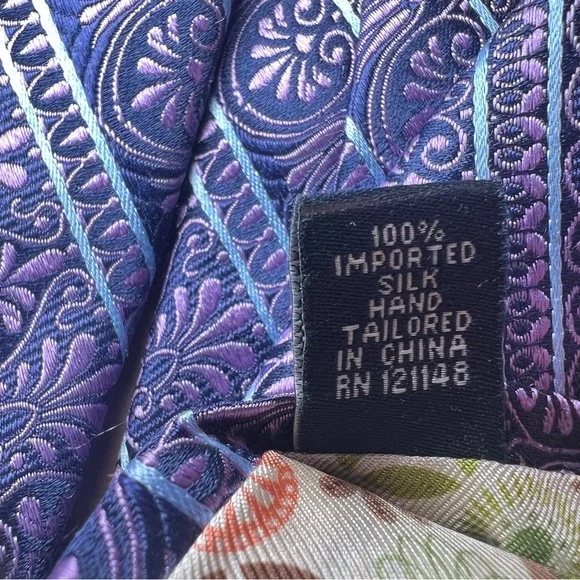 100%
IMPORTED
SILK
HAND
TAILORED
IN CHINA
RN 121148